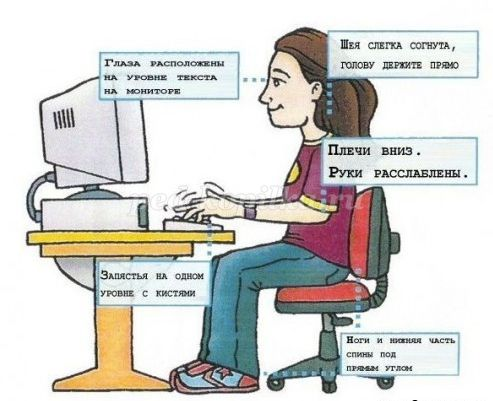 Глаза расположены
на уровне текста
на мониторе
Шея слегка согнута,
голову держите прямо
Плечи вниз.
Руки расслаблены.
Запястья на одном
уровне с кистями
Ноги и нижняя часть
спины под
прямым углом